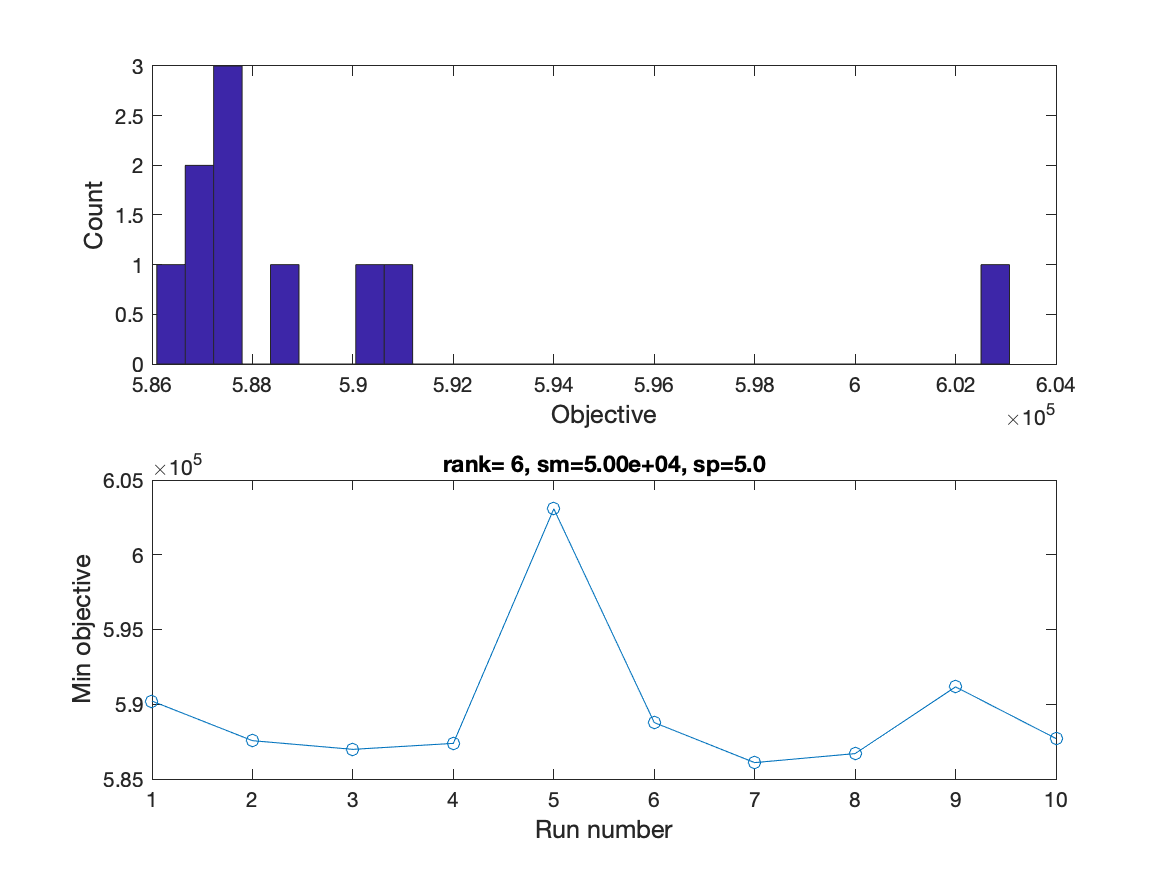 3
2.5
2
1.5
1
0.5
0
Count
5.86 5.88 5.9 5.92 5.94 5.96 5.98 6 6.02 6.04
Objective
×10^5
rank= 6, sm=5.00e+04, sp=5.0
×10^5
6.05
6
5.95
5.9
5.85
Min objective
1 2 3 4 5 6 7 8 9 10
Run number